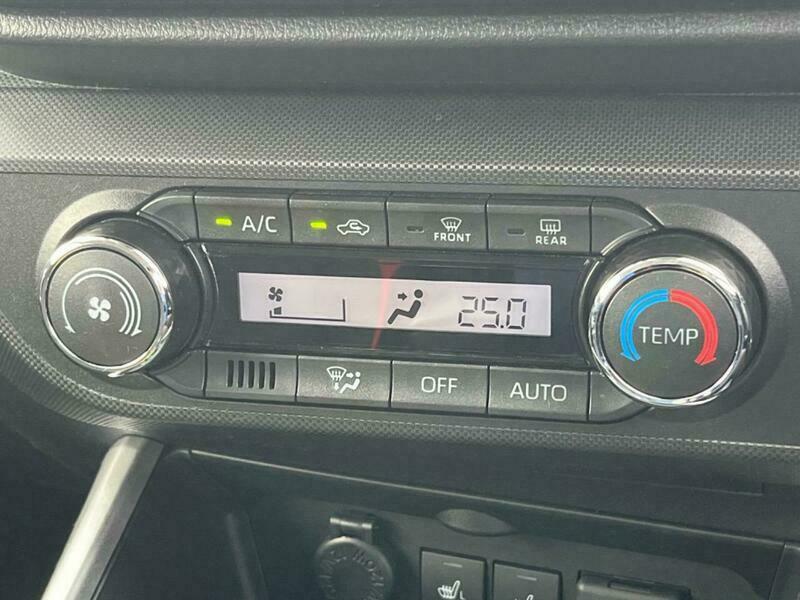 A/C
FRONT
REAR
25.0
TEMP
OFF
AUTO
L